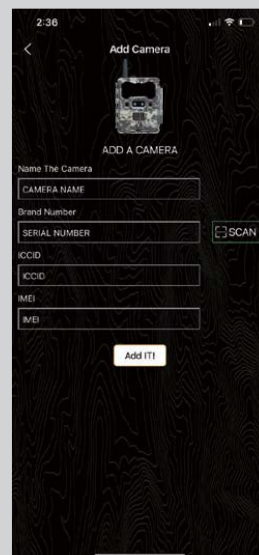 2:36
Add Camera
ADD A CAMERA
Name The Camera
CAMERA NAME
Brand Number
SERIAL NUMBER
SCAN
ICCID
ICCID
IMEI
IMEI
Add IT!